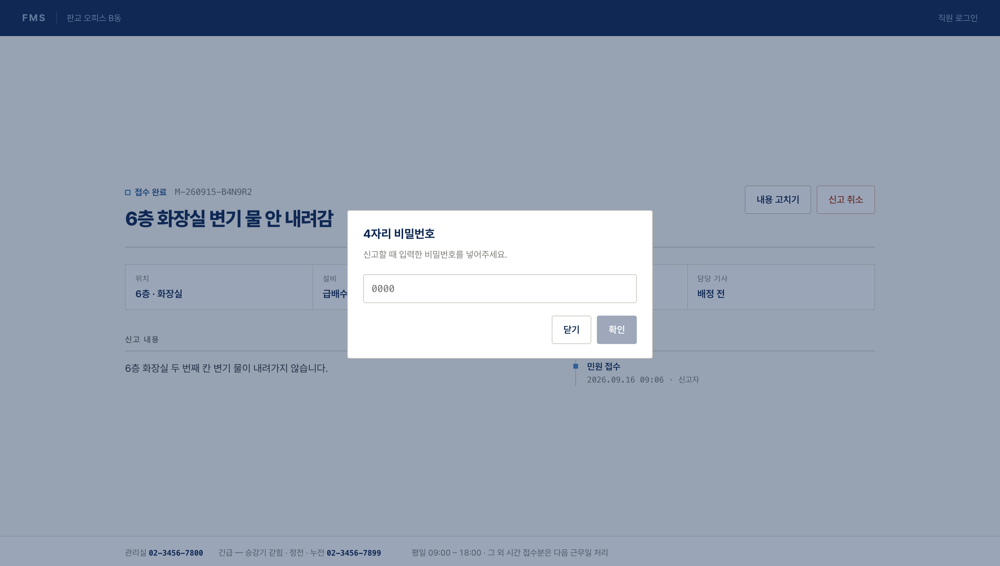 FMS 판교 오피스 B동 직원 로그인
접수 완료 M-260915-B4N9R2
내용 고치기 신고 취소
6층 화장실 변기 물 안 내려감
4자리 비밀번호
신고할 때 입력한 비밀번호를 넣어주세요.
0000
닫기 확인
위치
6층 · 화장실
설비
급배수
담당 기사
배정 전
신고 내용
6층 화장실 두 번째 칸 변기 물이 내려가지 않습니다.
민원 접수
2026.09.16 09:06 · 신고자
관리실 02-3456-7800 긴급 — 승강기 갇힘 · 정전 · 누전 02-3456-7899 평일 09:00 – 18:00 · 그 외 시간 접수분은 다음 근무일 처리